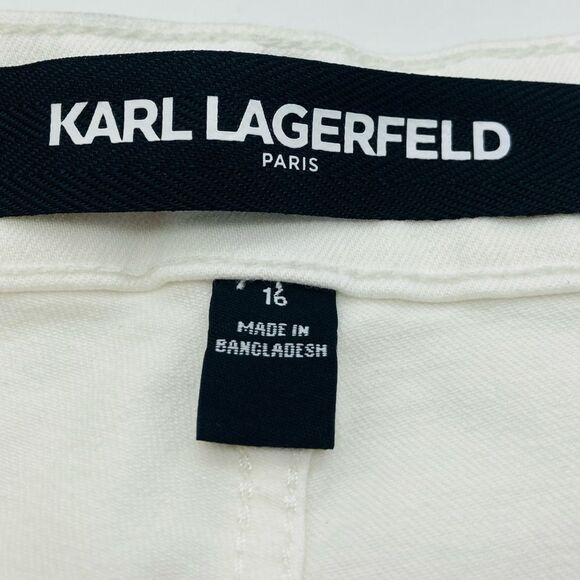 KARL LAGERFELD
PARIS
16
MADE IN
BANGLADESH